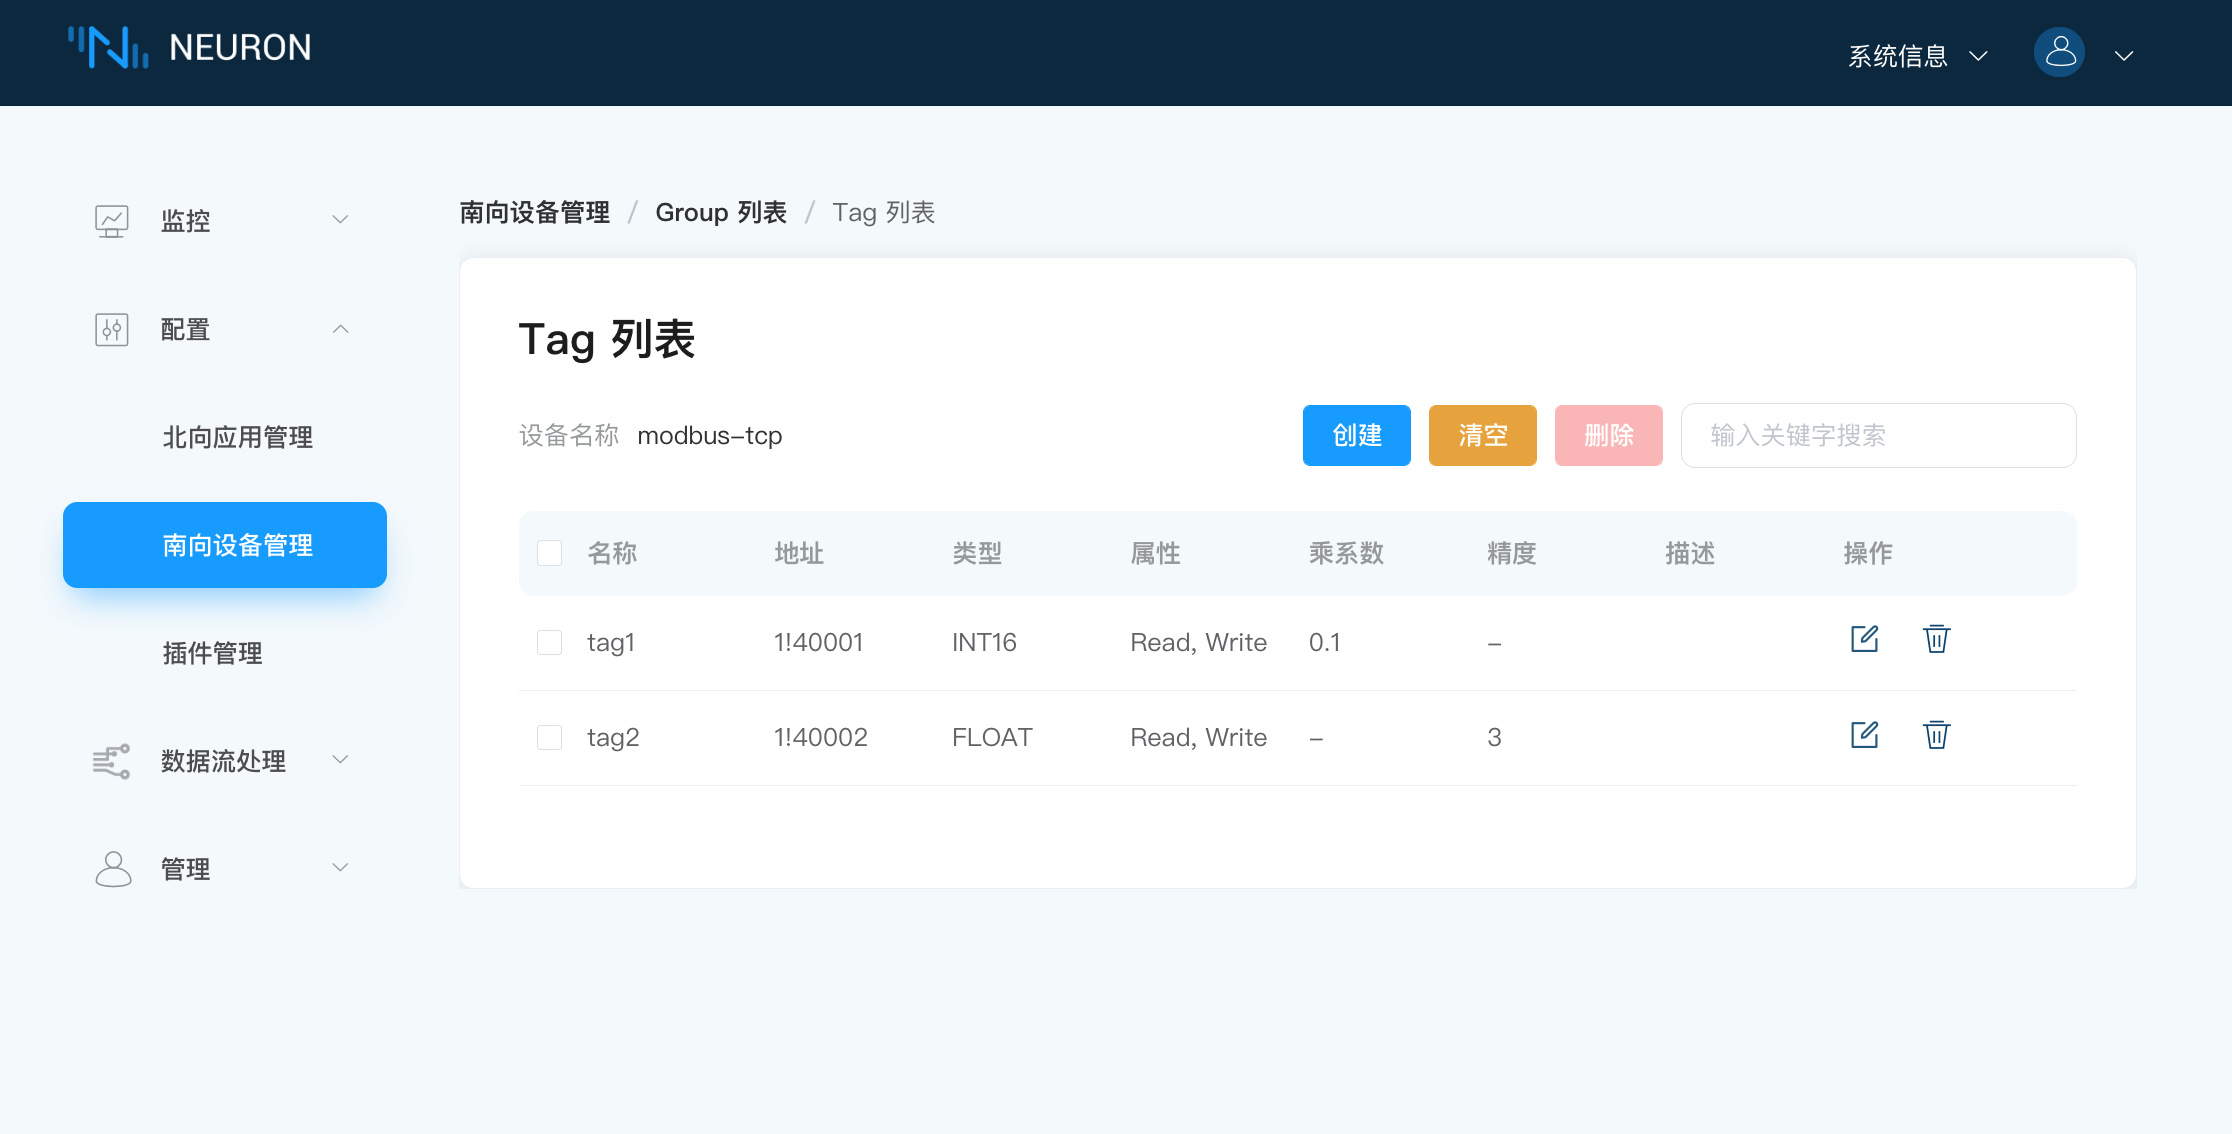 NEURON
系统信息
监控
配置
北向应用管理
南向设备管理
插件管理
数据流处理
管理
南向设备管理 / Group 列表 / Tag 列表
Tag 列表
设备名称 modbus-tcp
创建 清空 删除 输入关键字搜索
名称 地址 类型 属性 乘系数 精度 描述 操作
tag1 1!40001 INT16 Read, Write 0.1 -
tag2 1!40002 FLOAT Read, Write - 3